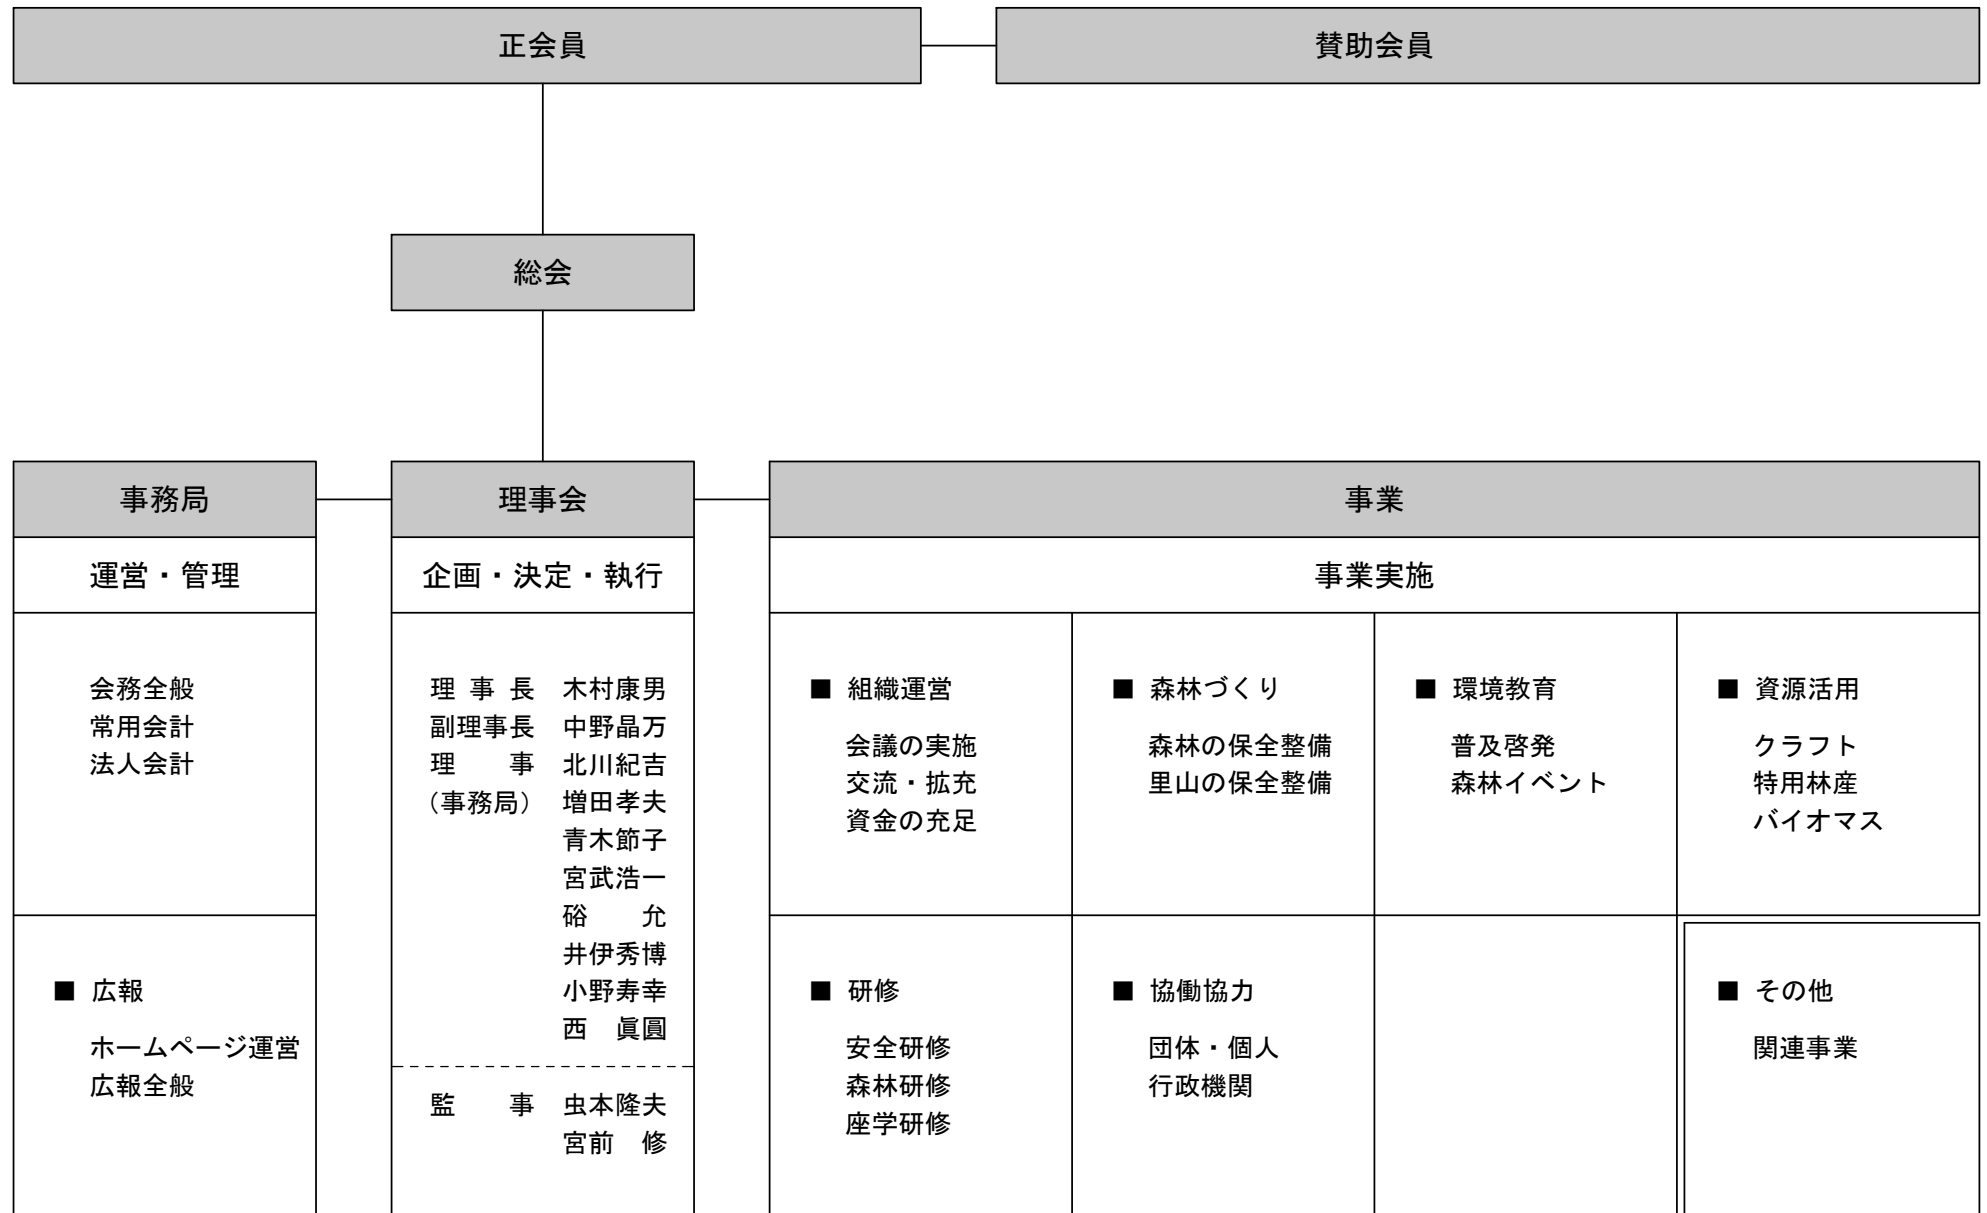 正会員
賛助会員
総会
事務局
運営・管理
会務全般
常用会計
法人会計
■ 広報
ホームページ運営
広報全般
理事会
企画・決定・執行
理 事 長　木村康男
副理事長　中野晶万
理　　事　北川紀吉
（事務局）　増田孝夫
青木節子
宮武浩一
硲　　允
井伊秀博
小野寿幸
西　眞圓
監　　事　虫本隆夫
宮前　修
事業
事業実施
■ 組織運営
会議の実施
交流・拡充
資金の充足
■ 森林づくり
森林の保全整備
里山の保全整備
■ 環境教育
普及啓発
森林イベント
■ 資源活用
クラフト
特用林産
バイオマス
■ 研修
安全研修
森林研修
座学研修
■ 協働協力
団体・個人
行政機関
■ その他
関連事業